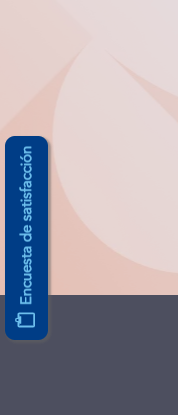 Encuesta de satisfacción